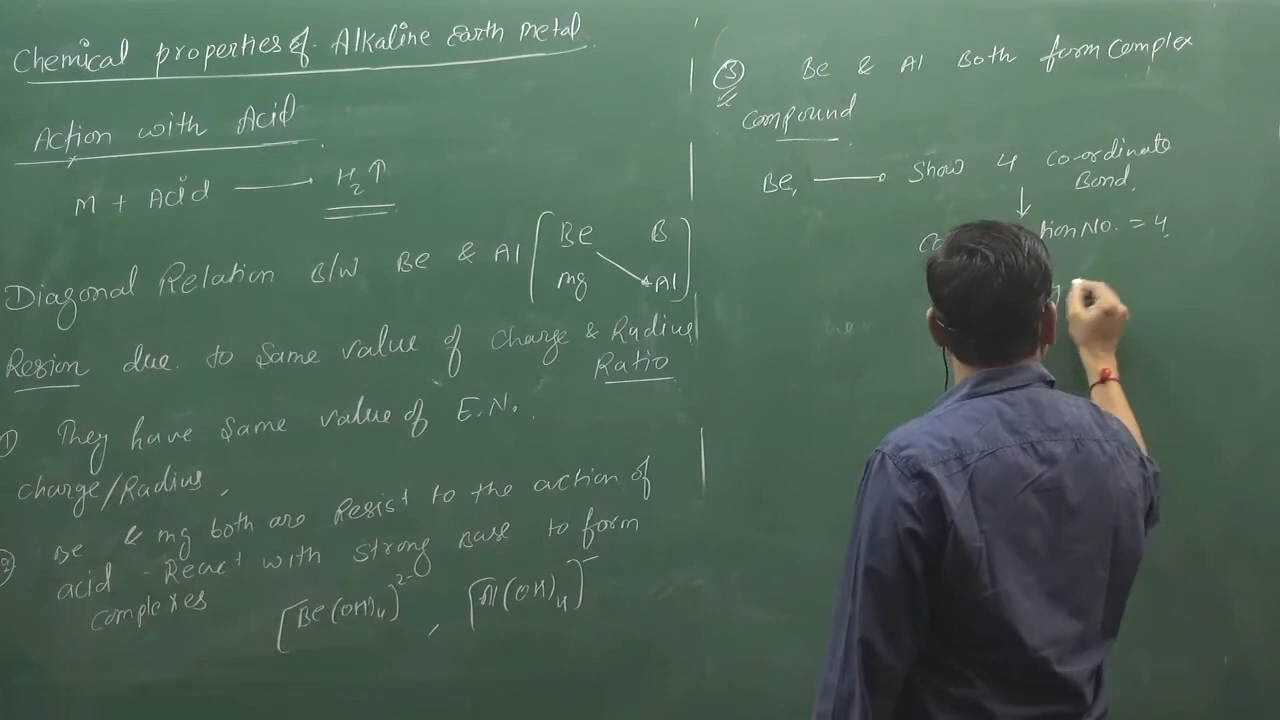 Chemical properties of Alkaline Earth metal
Action with Acid
M + Acid ⟶ H₂↑
Diagonal Relation B/W Be & Al [Be B
mg Al]
Resion due to Same value of Charge & Radius
Ratio
1) They have Same value of E.N.
Charge/Radius,
② Be & mg both are Resist to the action of
acid - React with Strong Base to form
complexes
[Be(OH)₄]²⁻, [Al(OH)₄]⁻
③ Be & Al Both form Complex
Compound
Be, ⟶ Show 4 co-ordinate
Bond,
↓
tion No. = 4